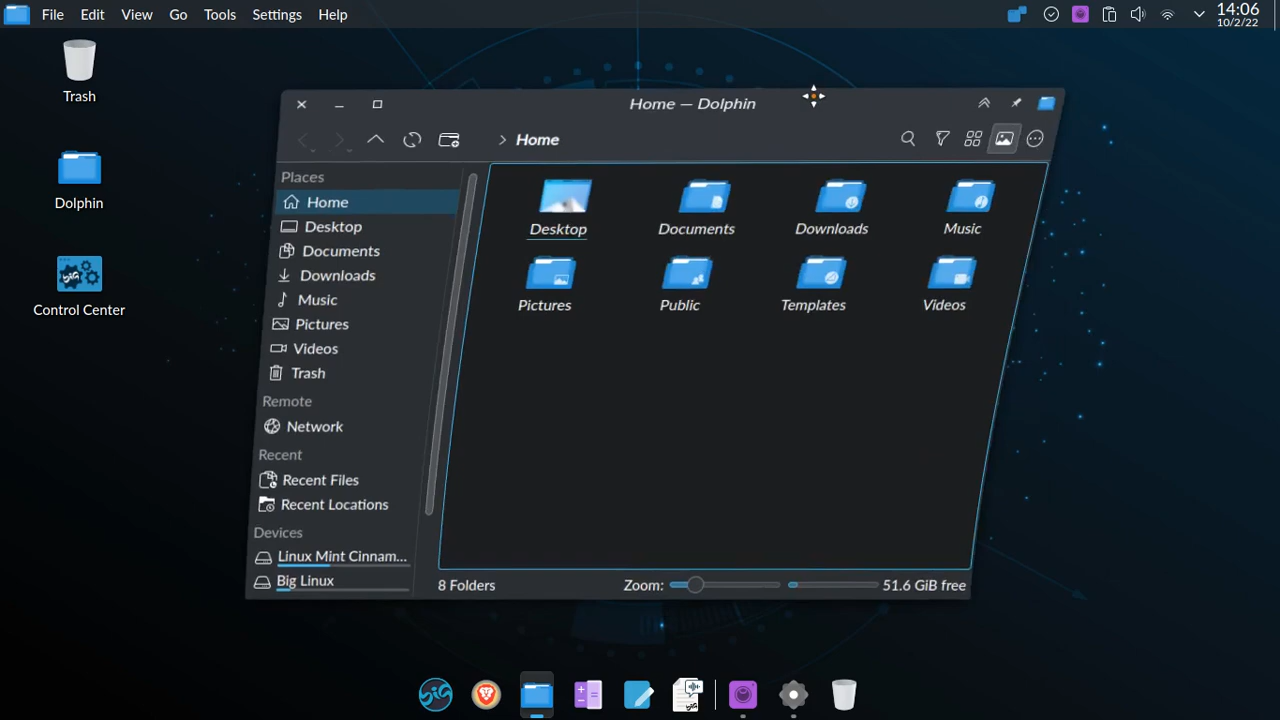 File Edit View Go Tools Settings Help
14:06
10/2/22
Trash
Dolphin
Control Center
Home — Dolphin
Home
Places
Home
Desktop
Documents
Downloads
Music
Pictures
Videos
Trash
Remote
Network
Recent
Recent Files
Recent Locations
Devices
Linux Mint Cinnam...
Big Linux
Desktop Documents Downloads Music
Pictures Public Templates Videos
8 Folders Zoom: 51.6 GiB free